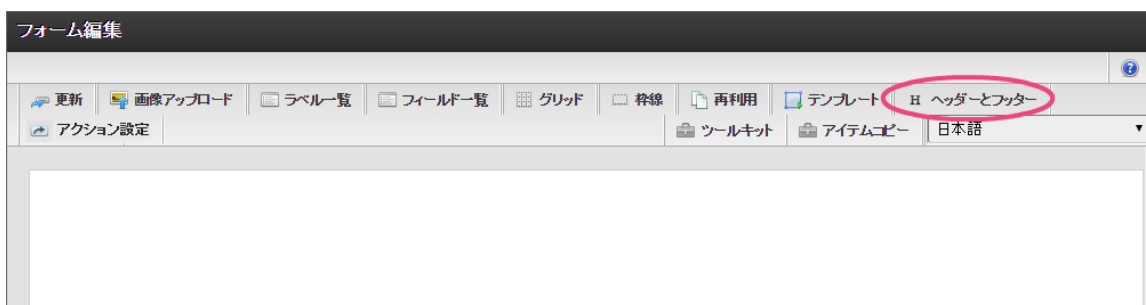 フォーム編集
更新 画像アップロード ラベル一覧 フィールド一覧 グリッド 枠線 再利用 テンプレート H ヘッダーとフッター
アクション設定 ツールキット アイテムコピー 日本語